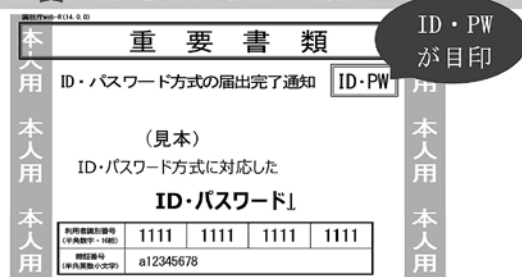 国税庁web-R(14.0.0)
重要書類
ID・PW
が目印
ID・パスワード方式の届出完了通知
ID・PW
(見本)
ID・パスワード方式に対応した
ID・パスワード」
利用者識別番号
(半角数字・16桁)
1111 1111 1111 1111
暗証番号
(半角英数小文字)
a12345678
本人用
本人用
本人用
用
本人用
本人用